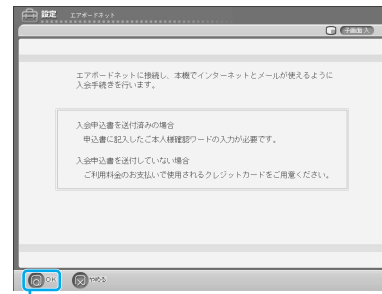 設定 エアボードネット
子画面 入
エアボードネットに接続し、本機でインターネットとメールが使えるように
入会手続きを行います。
入会申込書を送付済みの場合
申込書に記入したご本人様確認ワードの入力が必要です。
入会申込書を送付していない場合
ご利用料金のお支払いで使用されるクレジットカードをご用意ください。
OK やめる